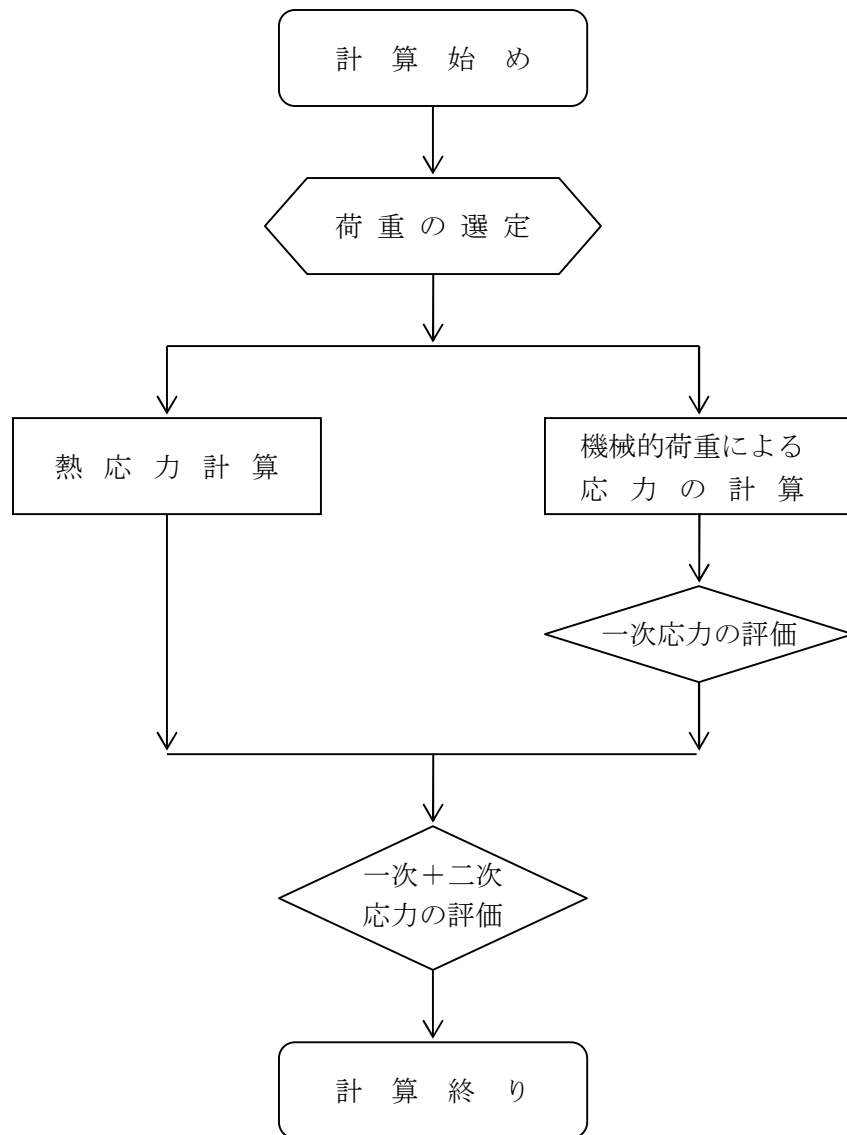 計算始め
荷重の選定
熱応力計算
機械的荷重による
応力の計算
一次応力の評価
一次＋二次
応力の評価
計算終り